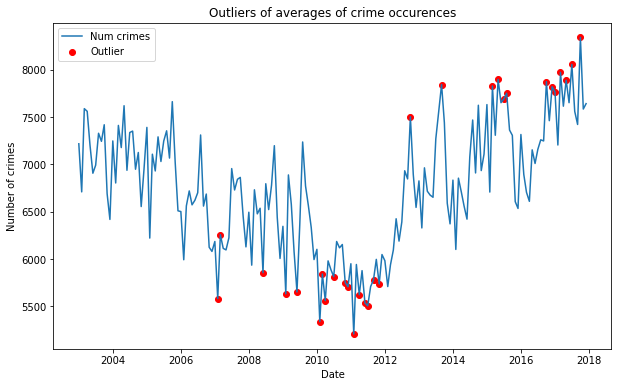 Outliers of averages of crime occurences
Num crimes
Outlier
Number of crimes
8000
7500
7000
6500
6000
5500
2004
2006
2008
2010
2012
2014
2016
2018
Date